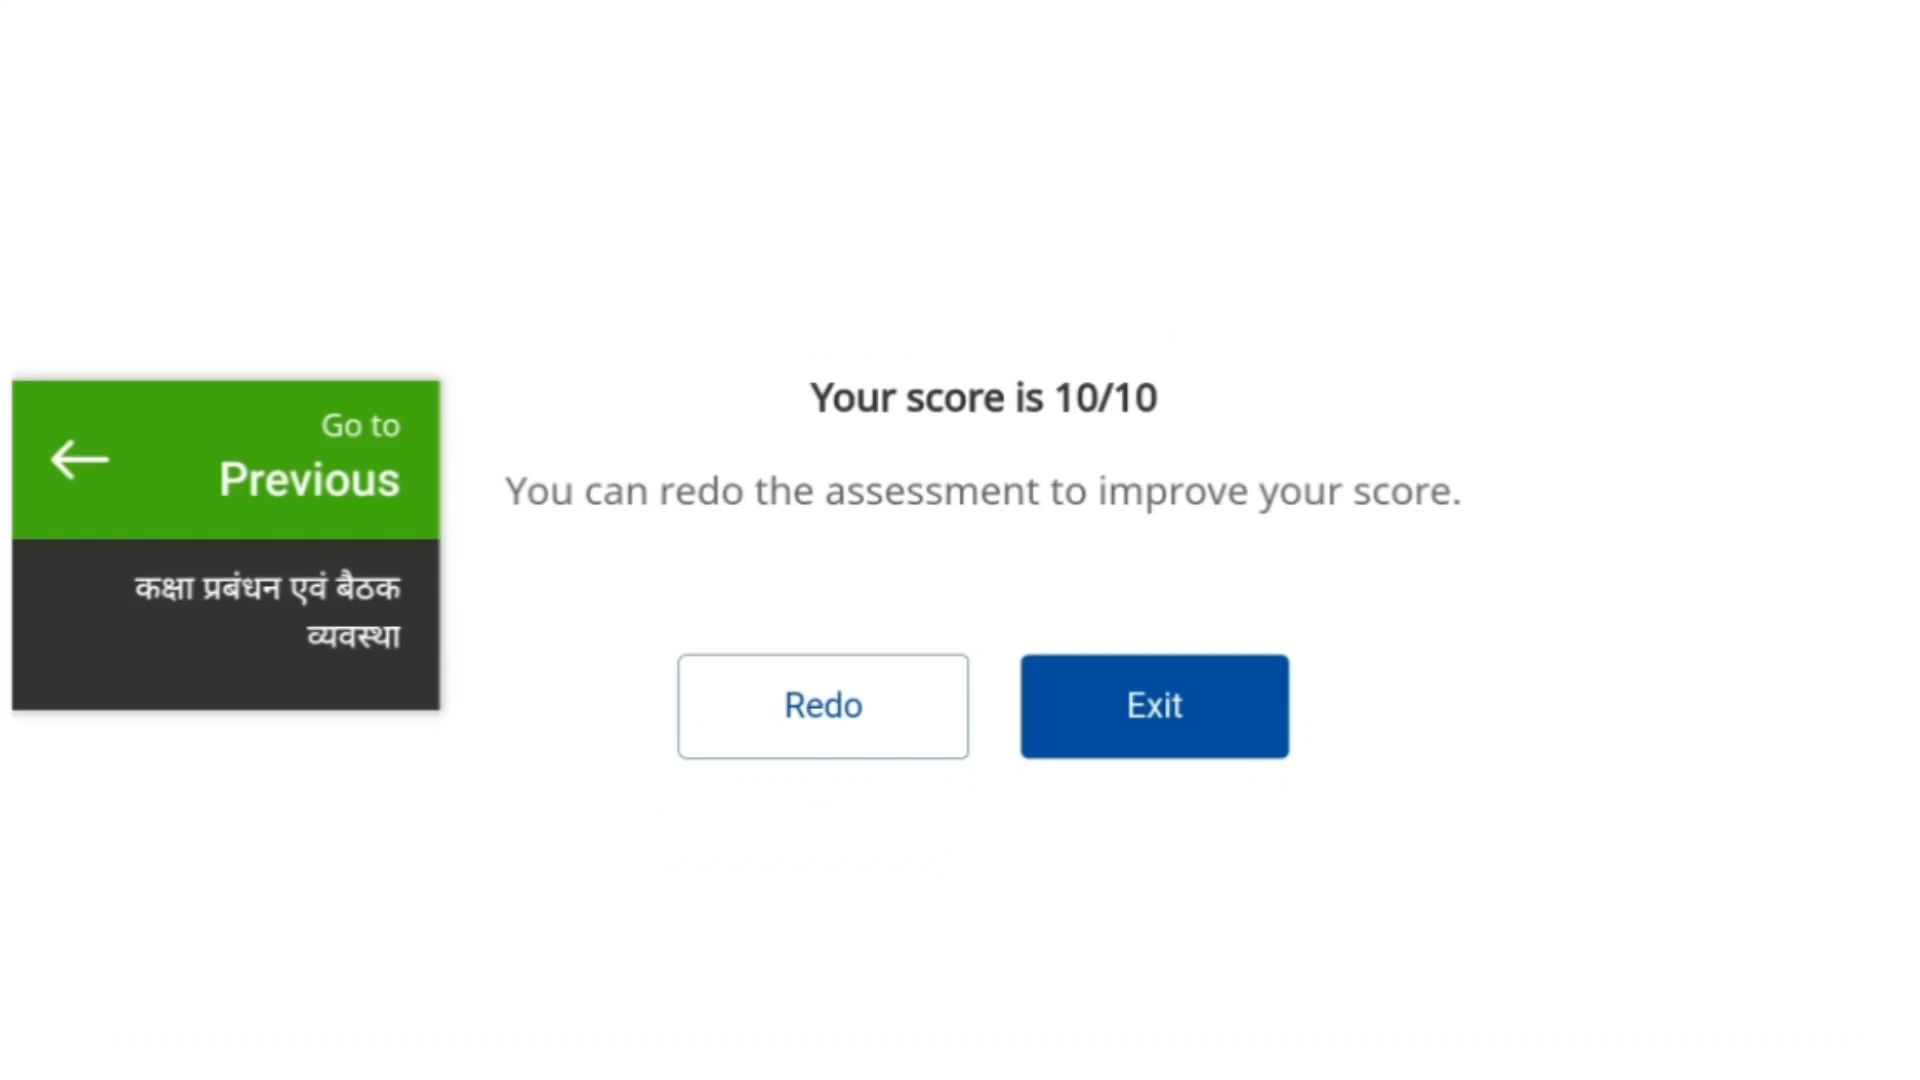 Go to
Previous
कक्षा प्रबंधन एवं बैठक
व्यवस्था
Your score is 10/10
You can redo the assessment to improve your score.
Redo
Exit